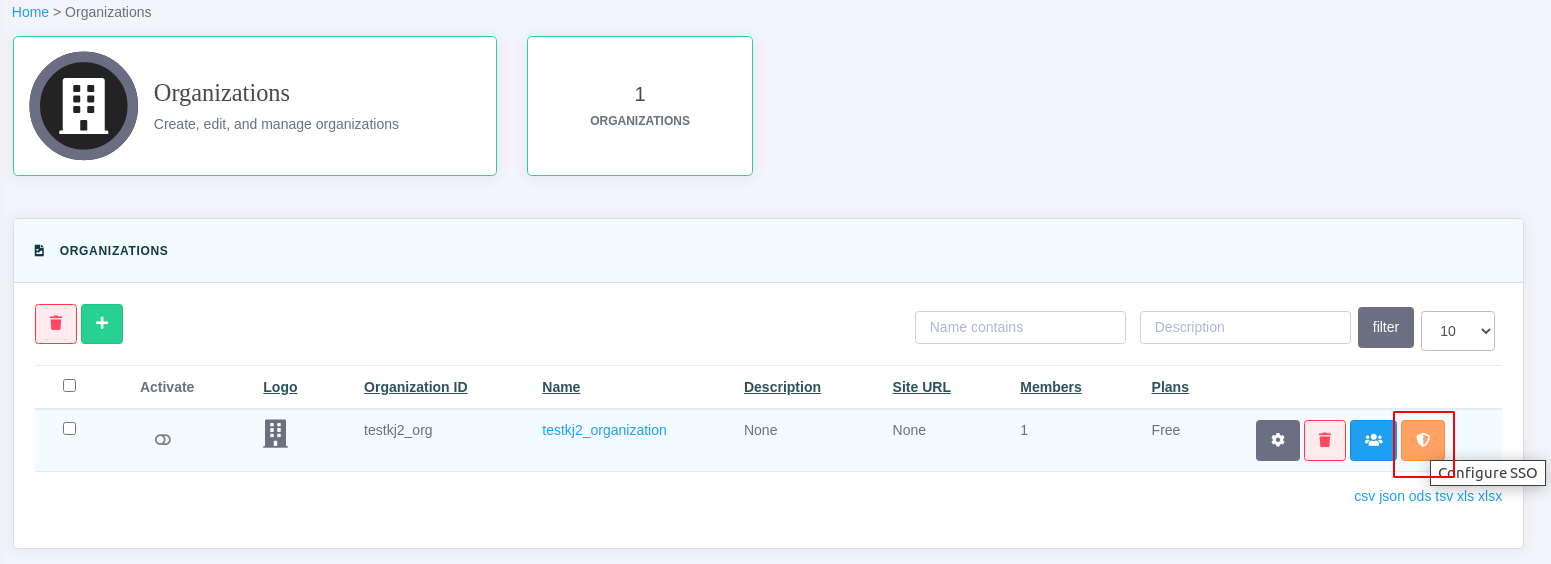 Home > Organizations
Organizations
Create, edit, and manage organizations
1
ORGANIZATIONS
ORGANIZATIONS
Name contains
Description
filter
10
Activate Logo Organization ID Name Description Site URL Members Plans
testkj2_org testkj2_organization None None 1 Free
Configure SSO
csv json ods tsv xls xlsx